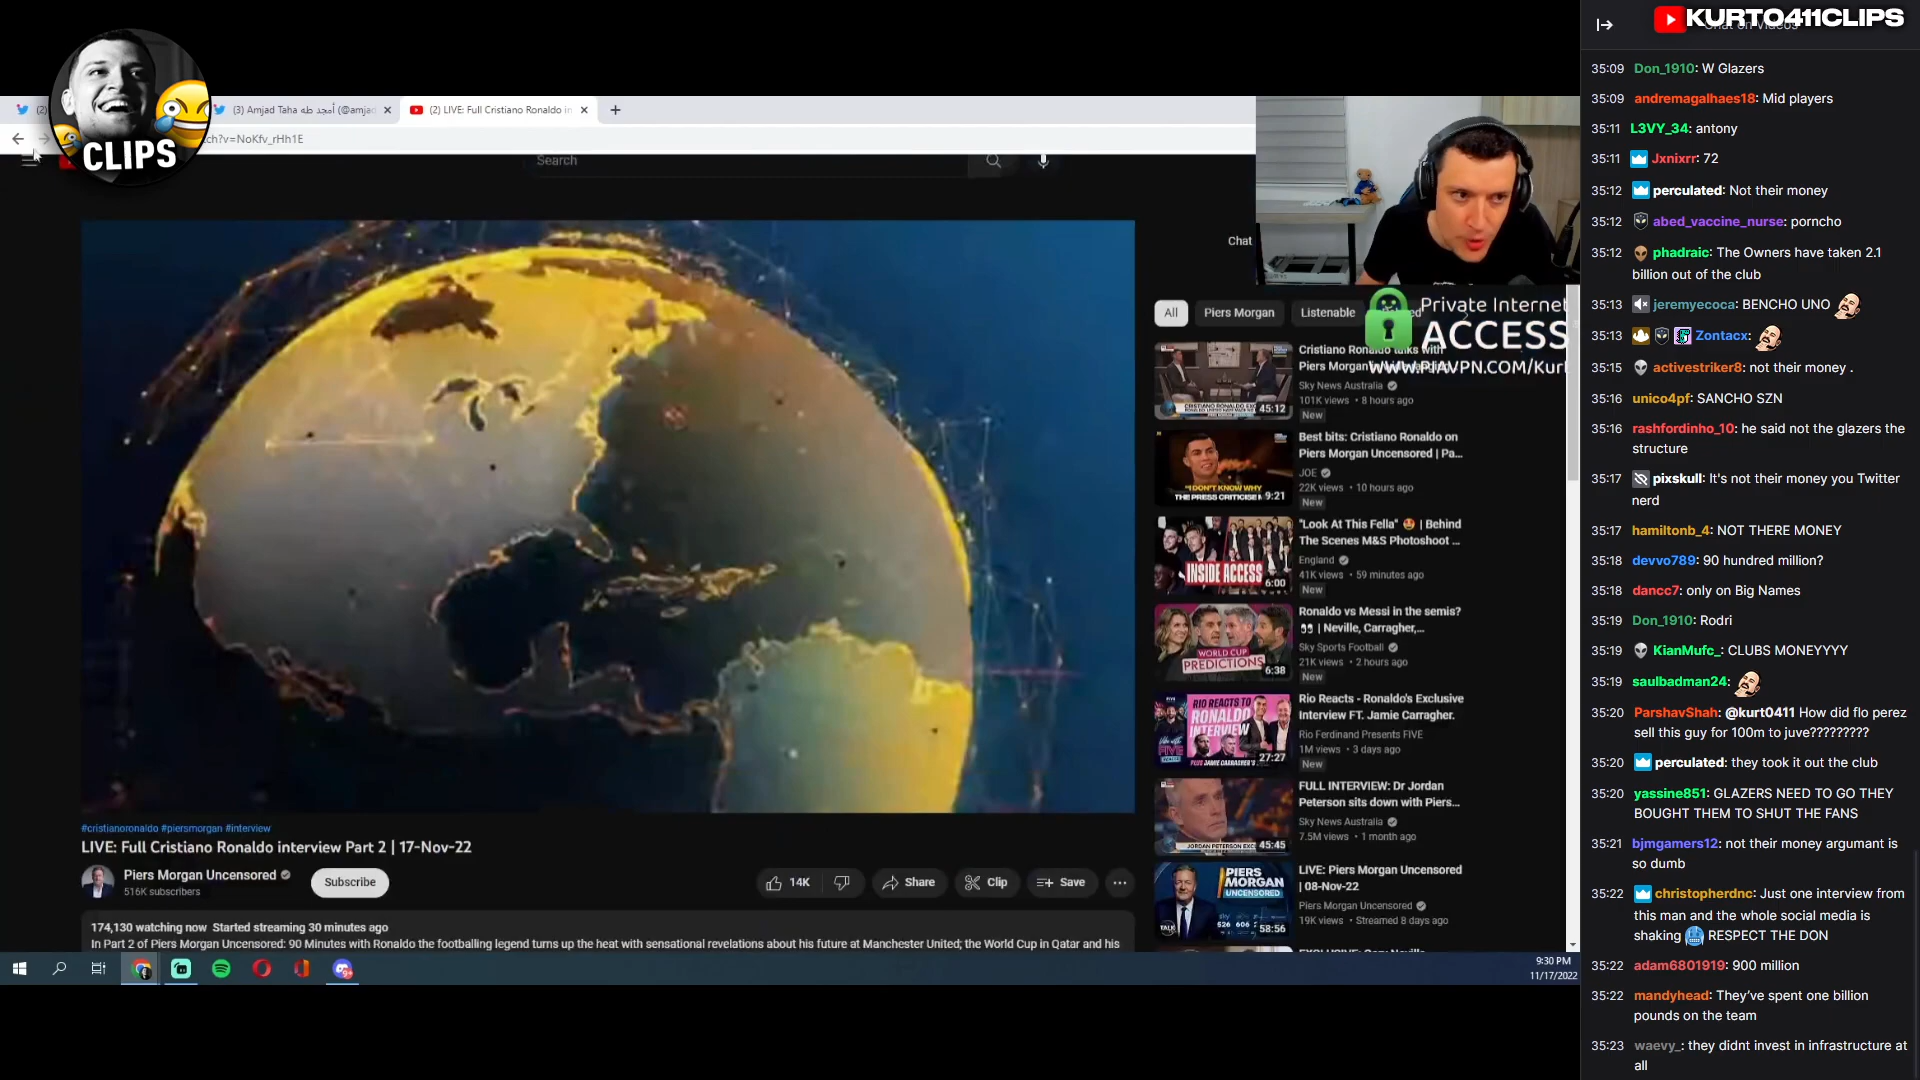 KURTO411CLIPS
CLIPS
(2)
(3) Amjad Taha أمجد طه (@amjad
(2) LIVE: Full Cristiano Ronaldo in
ch?v=NoKfv_rHh1E
Search
Chat
Private Internet
ACCESS
WWW.PIAVPN.COM/Kurt
All
Piers Morgan
Listenable
Cristiano Ronaldo talks with
Piers Morgan
Sky News Australia
101K views • 8 hours ago
New
45:12
Best bits: Cristiano Ronaldo on
Piers Morgan Uncensored | Pa...
JOE
22K views • 10 hours ago
New
"I DON'T KNOW WHY
THE PRESS CRITICISE M
9:21
"Look At This Fella" 🤩 | Behind
The Scenes M&S Photoshoot ...
England
41K views • 59 minutes ago
New
INSIDE ACCESS
6:00
Ronaldo vs Messi in the semis?
👀 | Neville, Carragher,...
Sky Sports Football
21K views • 2 hours ago
New
WORLD CUP
PREDICTIONS
6:38
Rio Reacts - Ronaldo's Exclusive
Interview FT. Jamie Carragher.
Rio Ferdinand Presents FIVE
1M views • 3 days ago
New
RIO REACTS TO
RONALDO
INTERVIEW
PLUS JAMIE CARRAGHER'S
27:27
FULL INTERVIEW: Dr Jordan
Peterson sits down with Piers...
Sky News Australia
7.5M views • 1 month ago
45:45
LIVE: Piers Morgan Uncensored
| 08-Nov-22
Piers Morgan Uncensored
19K views • Streamed 8 days ago
PIERS
MORGAN
UNCENSORED
58:56
#cristianoronaldo #piersmorgan #interview
LIVE: Full Cristiano Ronaldo interview Part 2 | 17-Nov-22
Piers Morgan Uncensored
516K subscribers
Subscribe
14K
Share
Clip
Save
174,130 watching now Started streaming 30 minutes ago
In Part 2 of Piers Morgan Uncensored: 90 Minutes with Ronaldo the footballing legend turns up the heat with sensational revelations about his future at Manchester United; the World Cup in Qatar and his
9:30 PM
11/17/2022
35:09 Don_1910: W Glazers
35:09 andremagalhaes18: Mid players
35:11 L3VY_34: antony
35:11 Jxnixrr: 72
35:12 perculated: Not their money
35:12 abed_vaccine_nurse: porncho
35:12 phadraic: The Owners have taken 2.1
billion out of the club
35:13 jeremyecoca: BENCHO UNO
35:13 Zontacx:
35:15 activestriker8: not their money .
35:16 unico4pf: SANCHO SZN
35:16 rashfordinho_10: he said not the glazers the
structure
35:17 pixskull: It's not their money you Twitter
nerd
35:17 hamiltonb_4: NOT THERE MONEY
35:18 devvo789: 90 hundred million?
35:18 dancc7: only on Big Names
35:19 Don_1910: Rodri
35:19 KianMufc_: CLUBS MONEYYYY
35:19 saulbadman24:
35:20 ParshavShah: @kurt0411 How did flo perez
sell this guy for 100m to juve?????????
35:20 perculated: they took it out the club
35:20 yassine851: GLAZERS NEED TO GO THEY
BOUGHT THEM TO SHUT THE FANS
35:21 bjmgamers12: not their money argumant is
so dumb
35:22 christopherdnc: Just one interview from
this man and the whole social media is
shaking 🥶 RESPECT THE DON
35:22 adam6801919: 900 million
35:22 mandyhead: They've spent one billion
pounds on the team
35:23 waevy_: they didnt invest in infrastructure at
all